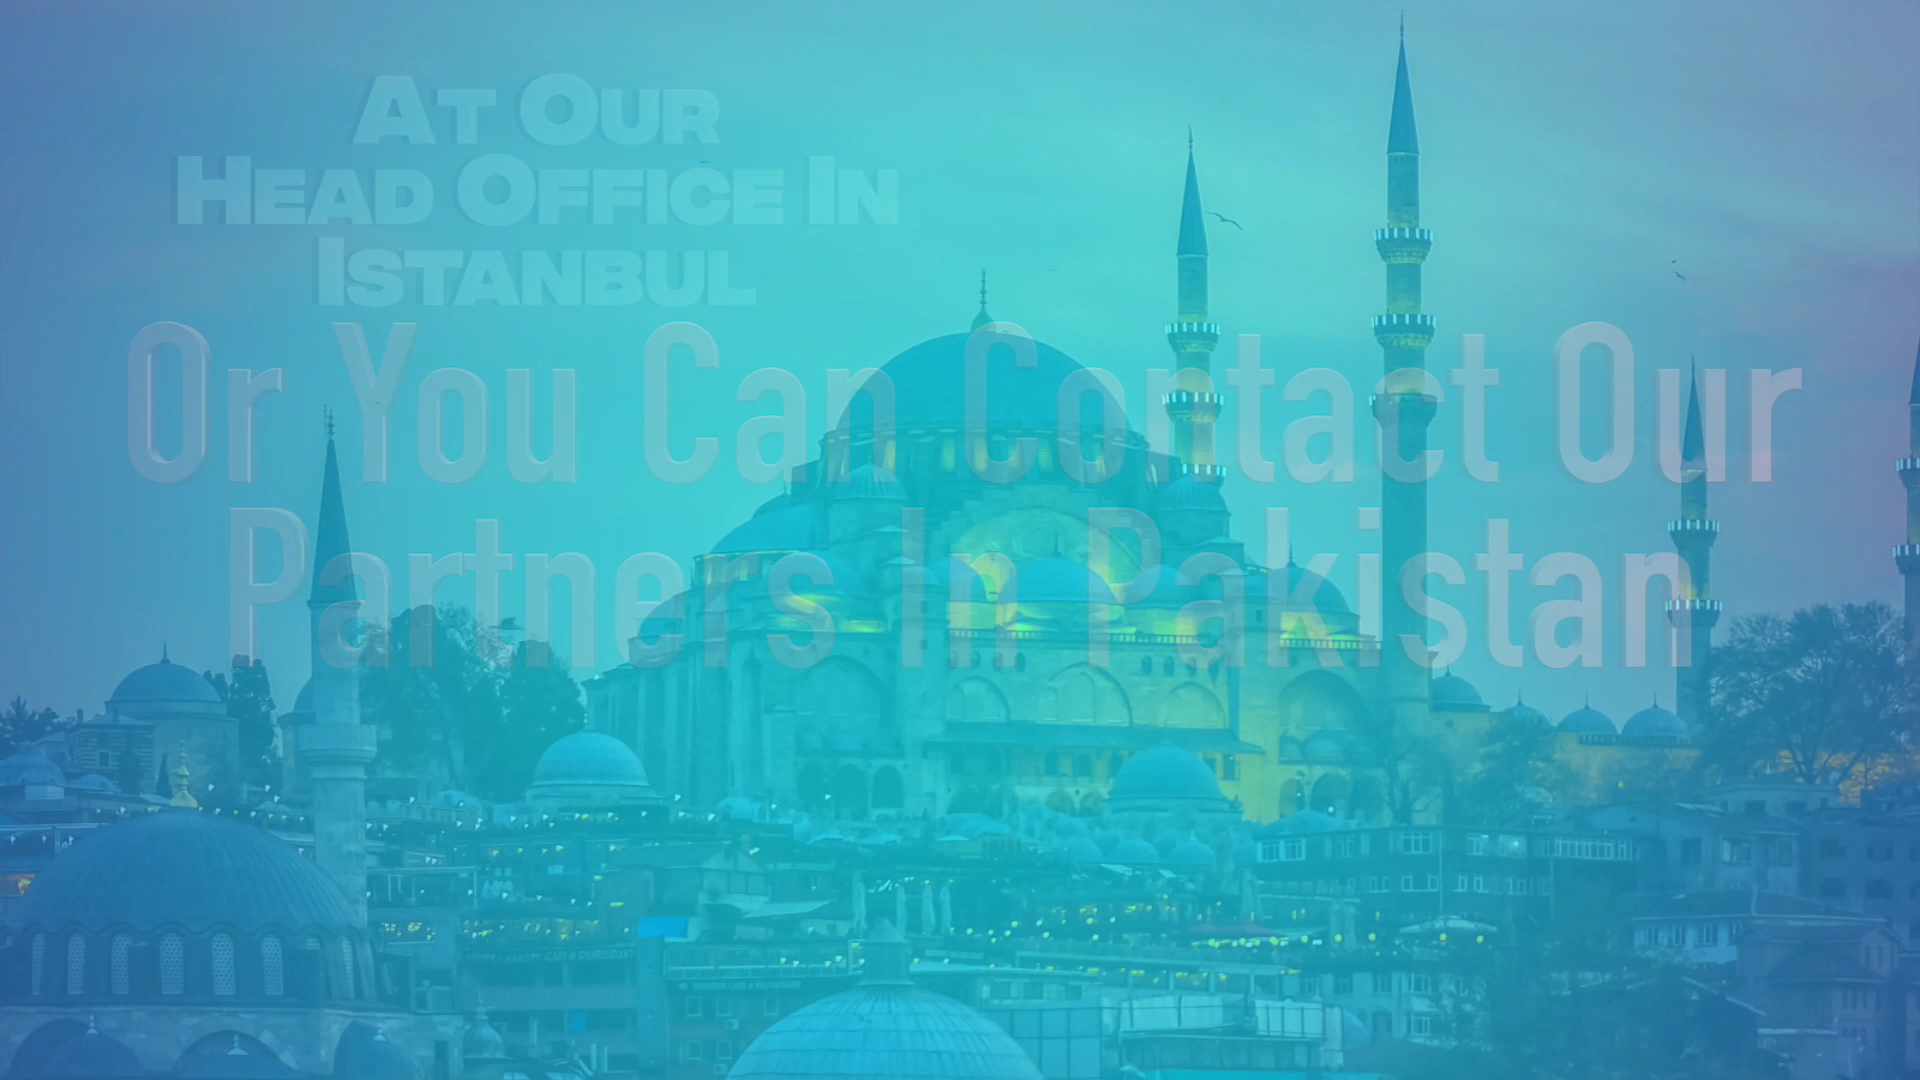 At Our
Head Office In
Istanbul
Or You Can Contact Our
Partners In Pakistan